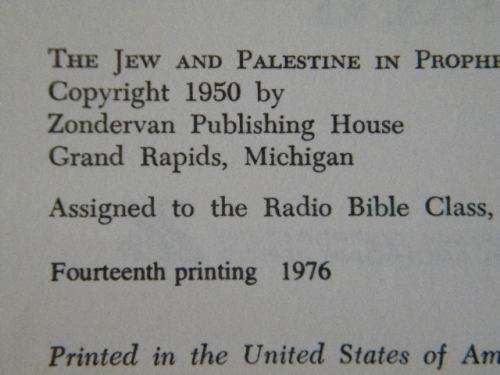 THE JEW AND PALESTINE IN PROPHE
Copyright 1950 by
Zondervan Publishing House
Grand Rapids, Michigan
Assigned to the Radio Bible Class,
Fourteenth printing 1976
Printed in the United States of Am